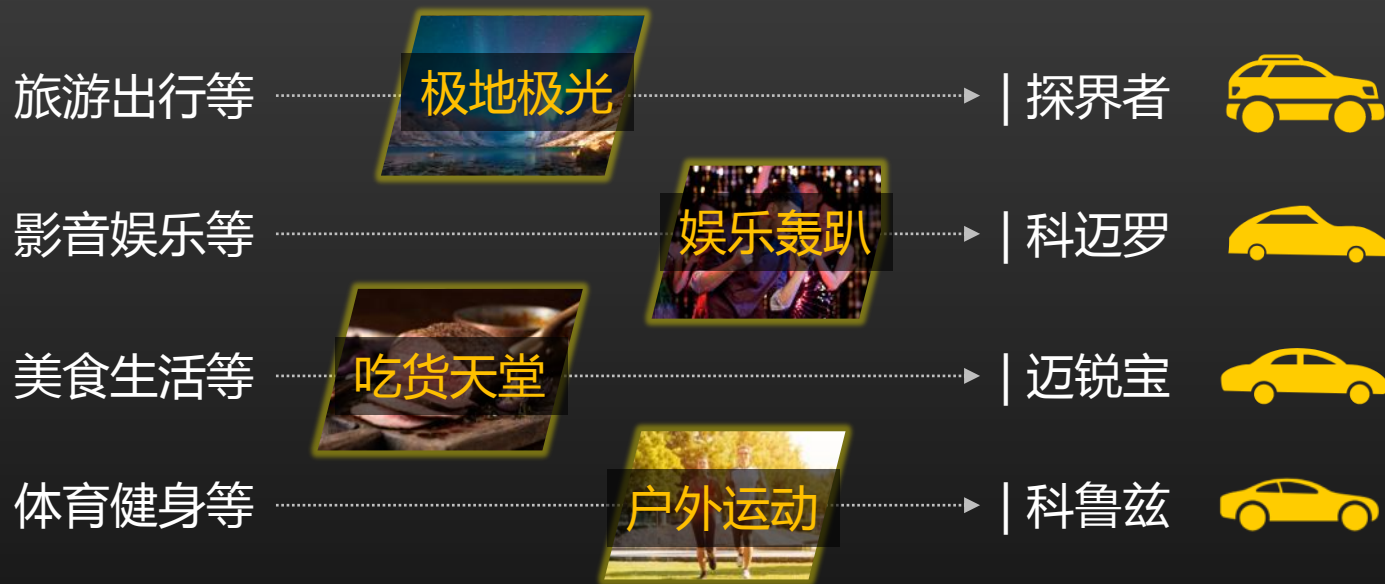 旅游出行等 极地极光 | 探界者
影音娱乐等 娱乐轰趴 | 科迈罗
美食生活等 吃货天堂 | 迈锐宝
体育健身等 户外运动 | 科鲁兹